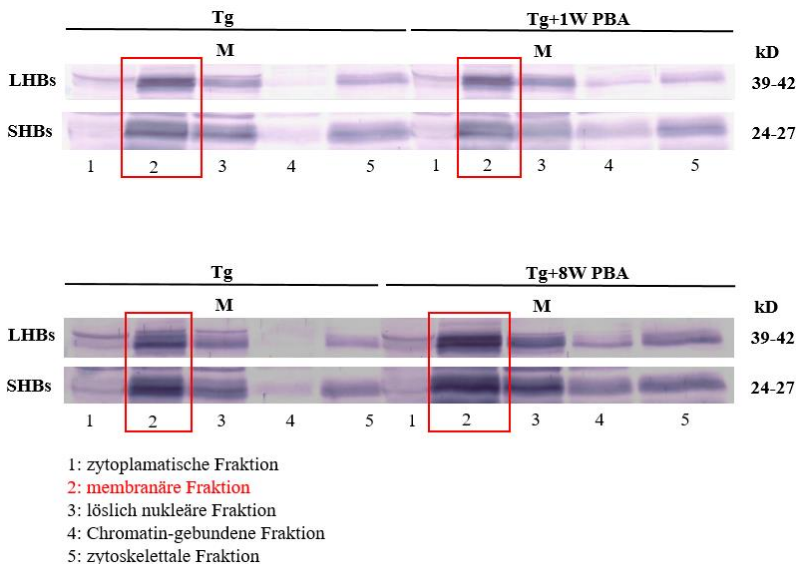 Tg Tg+1W PBA
M M kD
LHBs 39-42
SHBs 24-27
1 2 3 4 5 1 2 3 4 5
Tg Tg+8W PBA
M M kD
LHBs 39-42
SHBs 24-27
1 2 3 4 5 1 2 3 4 5
1: zytoplamatische Fraktion
2: membranäre Fraktion
3: löslich nukleäre Fraktion
4: Chromatin-gebundene Fraktion
5: zytoskelettale Fraktion